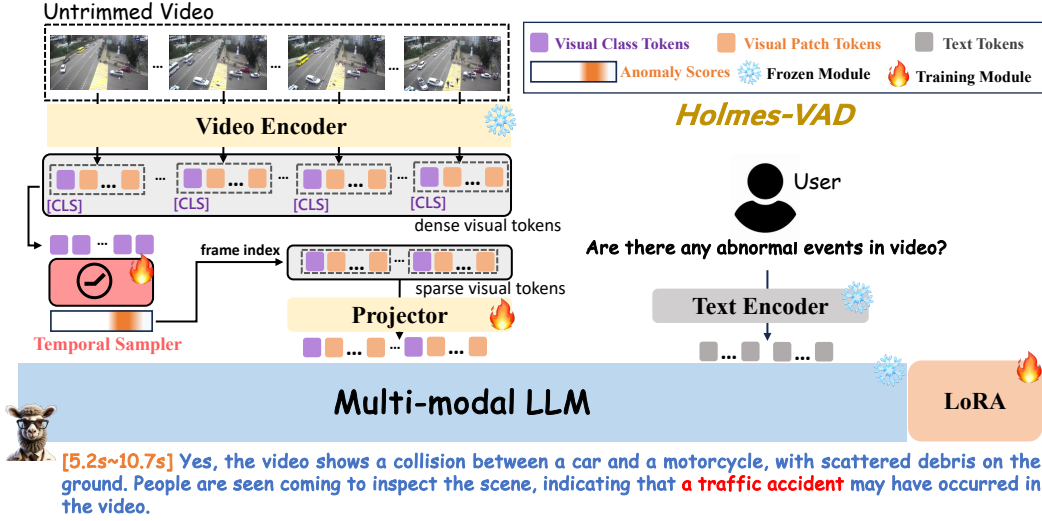 Untrimmed Video
... ... ...
Visual Class Tokens
Visual Patch Tokens
Text Tokens
Anomaly Scores
Frozen Module
Training Module
Holmes-VAD
Video Encoder
... ... ... ... ... ... ...
[CLS] [CLS] [CLS] [CLS]
dense visual tokens
User
Are there any abnormal events in video?
...
frame index
... ... ...
sparse visual tokens
Temporal Sampler
Projector
Text Encoder
... ... ...
... ...
Multi-modal LLM
LoRA
[5.2s~10.7s] Yes, the video shows a collision between a car and a motorcycle, with scattered debris on the
ground. People are seen coming to inspect the scene, indicating that a traffic accident may have occurred in
the video.